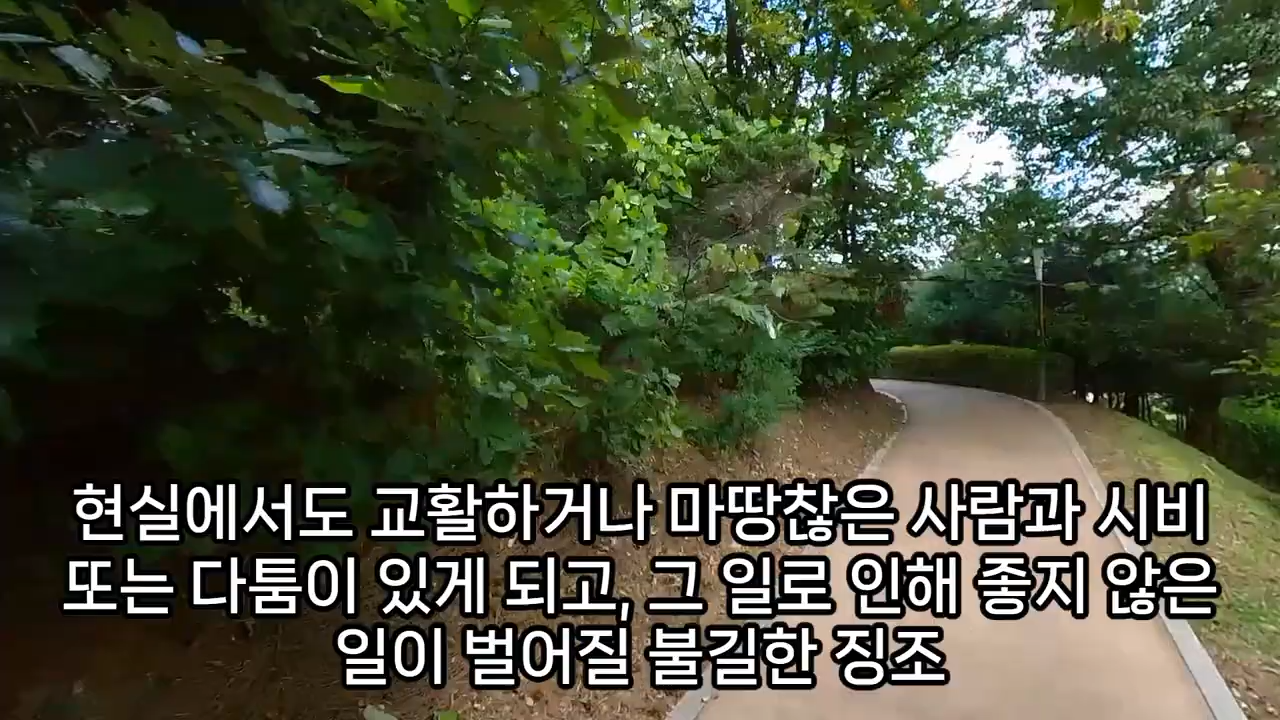 현실에서도 교활하거나 마땅찮은 사람과 시비
또는 다툼이 있게 되고, 그 일로 인해 좋지 않은
일이 벌어질 불길한 징조